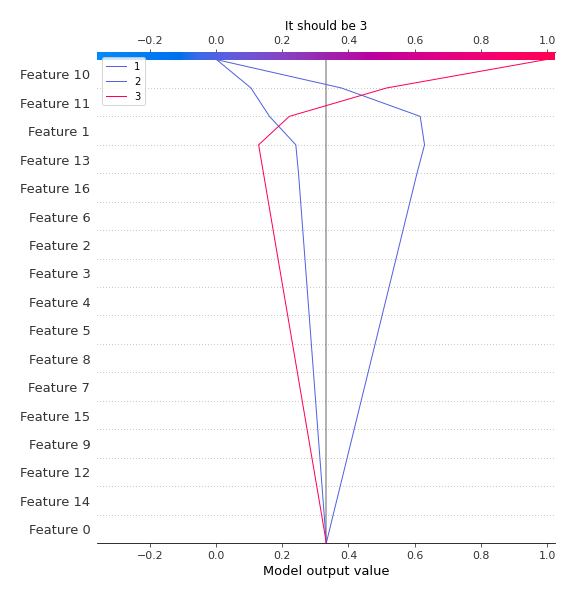 It should be 3
−0.2 0.0 0.2 0.4 0.6 0.8 1.0
1
2
3
Feature 10
Feature 11
Feature 1
Feature 13
Feature 16
Feature 6
Feature 2
Feature 3
Feature 4
Feature 5
Feature 8
Feature 7
Feature 15
Feature 9
Feature 12
Feature 14
Feature 0
−0.2 0.0 0.2 0.4 0.6 0.8 1.0
Model output value